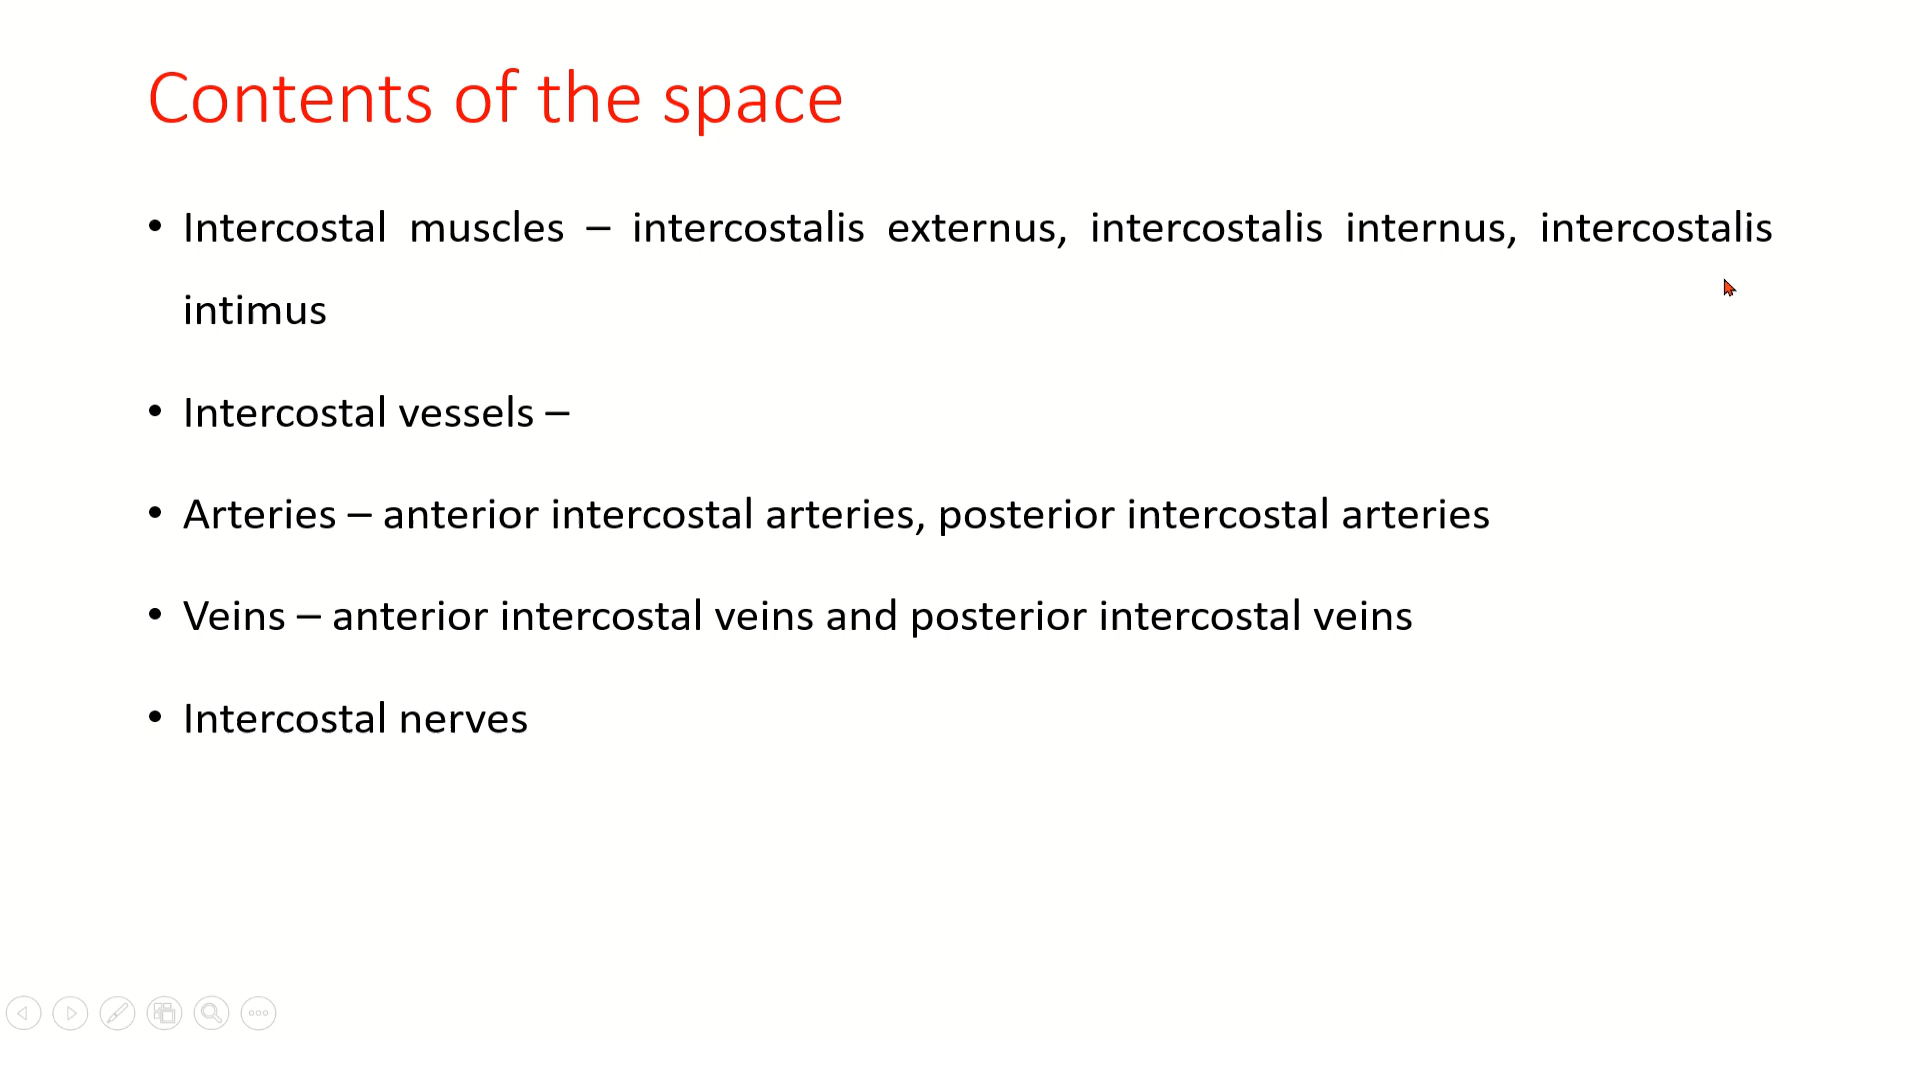 Contents of the space
• Intercostal muscles – intercostalis externus, intercostalis internus, intercostalis
intimus
• Intercostal vessels –
• Arteries – anterior intercostal arteries, posterior intercostal arteries
• Veins – anterior intercostal veins and posterior intercostal veins
• Intercostal nerves